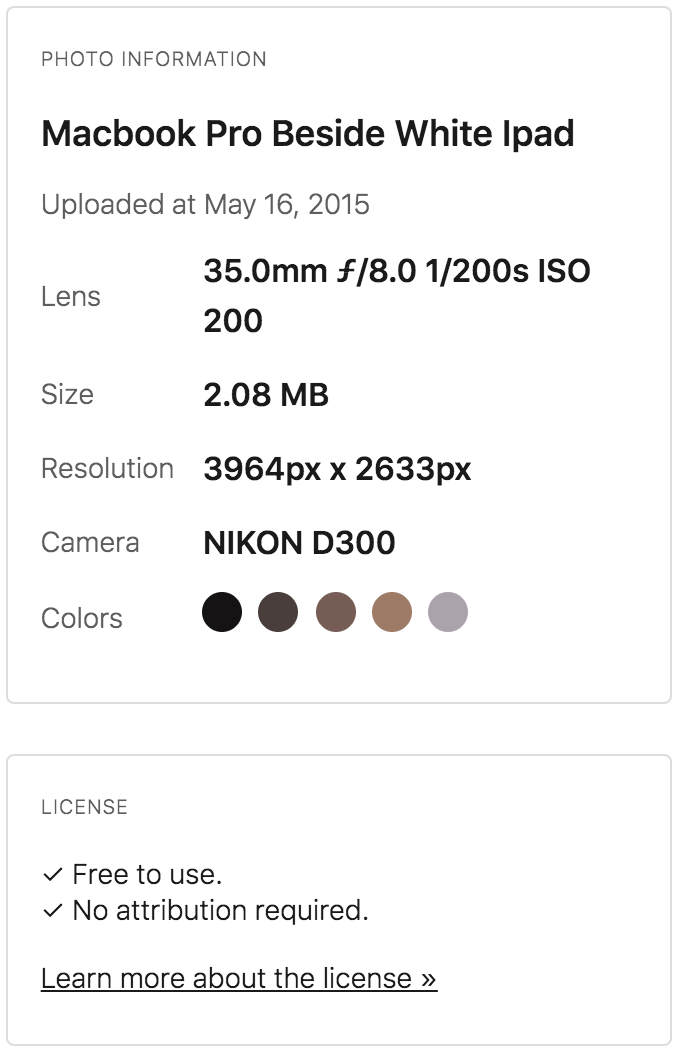 PHOTO INFORMATION
Macbook Pro Beside White Ipad
Uploaded at May 16, 2015
Lens 35.0mm ƒ/8.0 1/200s ISO
200
Size 2.08 MB
Resolution 3964px x 2633px
Camera NIKON D300
Colors
LICENSE
✓ Free to use.
✓ No attribution required.
Learn more about the license »